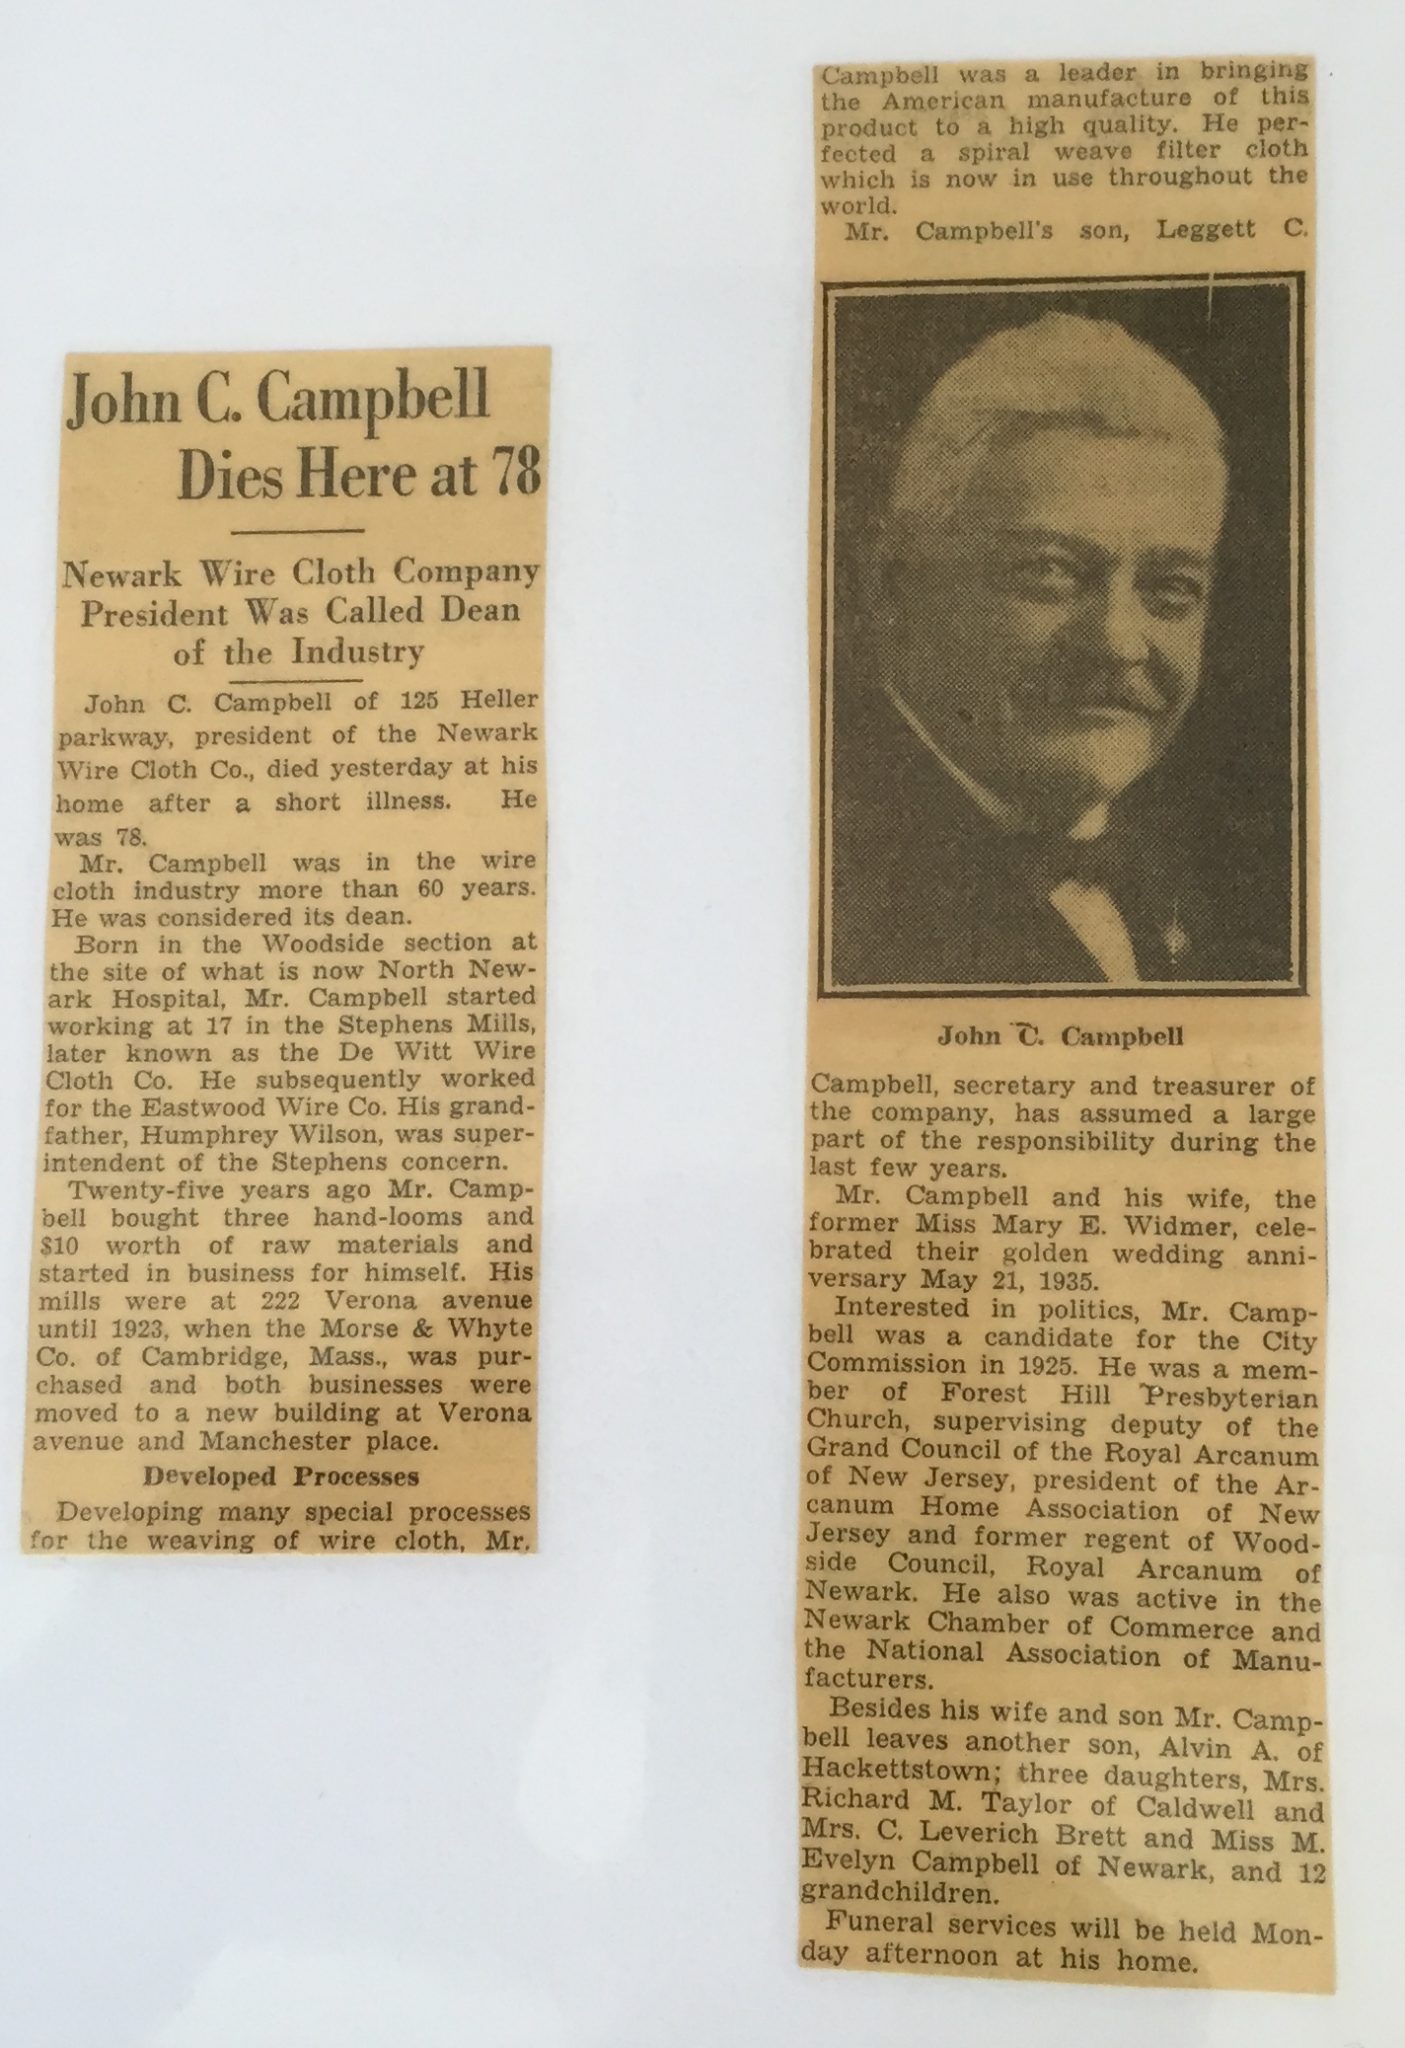 John C. Campbell
Dies Here at 78
Newark Wire Cloth Company
President Was Called Dean
of the Industry
John C. Campbell of 125 Heller
parkway, president of the Newark
Wire Cloth Co., died yesterday at his
home after a short illness. He
was 78.
Mr. Campbell was in the wire
cloth industry more than 60 years.
He was considered its dean.
Born in the Woodside section at
the site of what is now North New-
ark Hospital, Mr. Campbell started
working at 17 in the Stephens Mills,
later known as the De Witt Wire
Cloth Co. He subsequently worked
for the Eastwood Wire Co. His grand-
father, Humphrey Wilson, was super-
intendent of the Stephens concern.
Twenty-five years ago Mr. Camp-
bell bought three hand-looms and
$10 worth of raw materials and
started in business for himself. His
mills were at 222 Verona avenue
until 1923, when the Morse & Whyte
Co. of Cambridge, Mass., was pur-
chased and both businesses were
moved to a new building at Verona
avenue and Manchester place.
Developed Processes
Developing many special processes
for the weaving of wire cloth, Mr.
Campbell was a leader in bringing
the American manufacture of this
product to a high quality. He per-
fected a spiral weave filter cloth
which is now in use throughout the
world.
Mr. Campbell's son, Leggett C.
John C. Campbell
Campbell, secretary and treasurer of
the company, has assumed a large
part of the responsibility during the
last few years.
Mr. Campbell and his wife, the
former Miss Mary E. Widmer, cele-
brated their golden wedding anni-
versary May 21, 1935.
Interested in politics, Mr. Camp-
bell was a candidate for the City
Commission in 1925. He was a mem-
ber of Forest Hill Presbyterian
Church, supervising deputy of the
Grand Council of the Royal Arcanum
of New Jersey, president of the Ar-
canum Home Association of New
Jersey and former regent of Wood-
side Council, Royal Arcanum of
Newark. He also was active in the
Newark Chamber of Commerce and
the National Association of Manu-
facturers.
Besides his wife and son Mr. Camp-
bell leaves another son, Alvin A. of
Hackettstown; three daughters, Mrs.
Richard M. Taylor of Caldwell and
Mrs. C. Leverich Brett and Miss M.
Evelyn Campbell of Newark, and 12
grandchildren.
Funeral services will be held Mon-
day afternoon at his home.